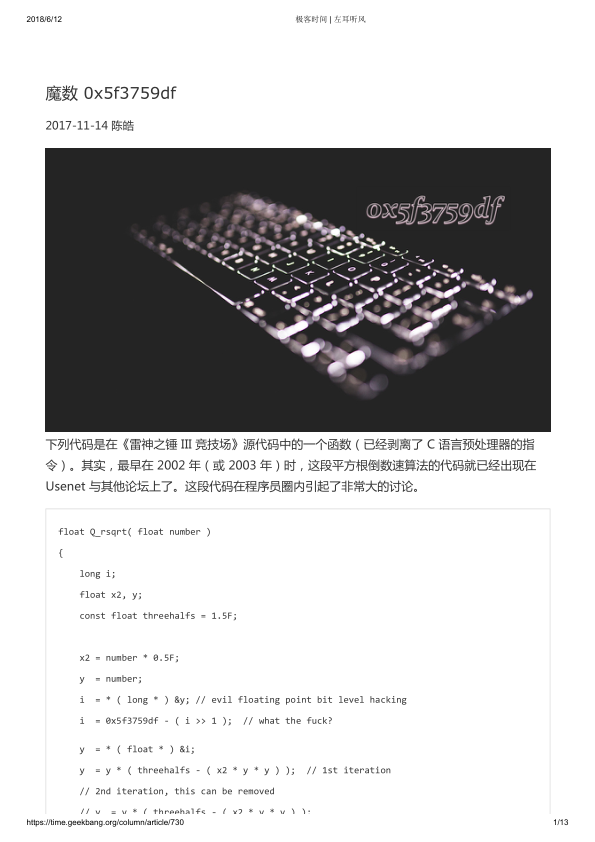 2018/6/12
极客时间 | 左耳听风
魔数 0x5f3759df
2017-11-14 陈皓
0x5f3759df
下列代码是在《雷神之锤 III 竞技场》源代码中的一个函数（已经剥离了 C 语言预处理器的指
令）。其实，最早在 2002 年（或 2003 年）时，这段平方根倒数速算法的代码就已经出现在
Usenet 与其他论坛上了。这段代码在程序员圈内引起了非常大的讨论。
float Q_rsqrt( float number )
{
    long i;
    float x2, y;
    const float threehalfs = 1.5F;
    x2 = number * 0.5F;
    y  = number;
    i  = * ( long * ) &y; // evil floating point bit level hacking
    i  = 0x5f3759df - ( i >> 1 );  // what the fuck?
    y  = * ( float * ) &i;
    y  = y * ( threehalfs - ( x2 * y * y ) );  // 1st iteration
    // 2nd iteration, this can be removed
    // y  = y * ( threehalfs - ( x2 * y * y ) );
https://time.geekbang.org/column/article/730
1/13